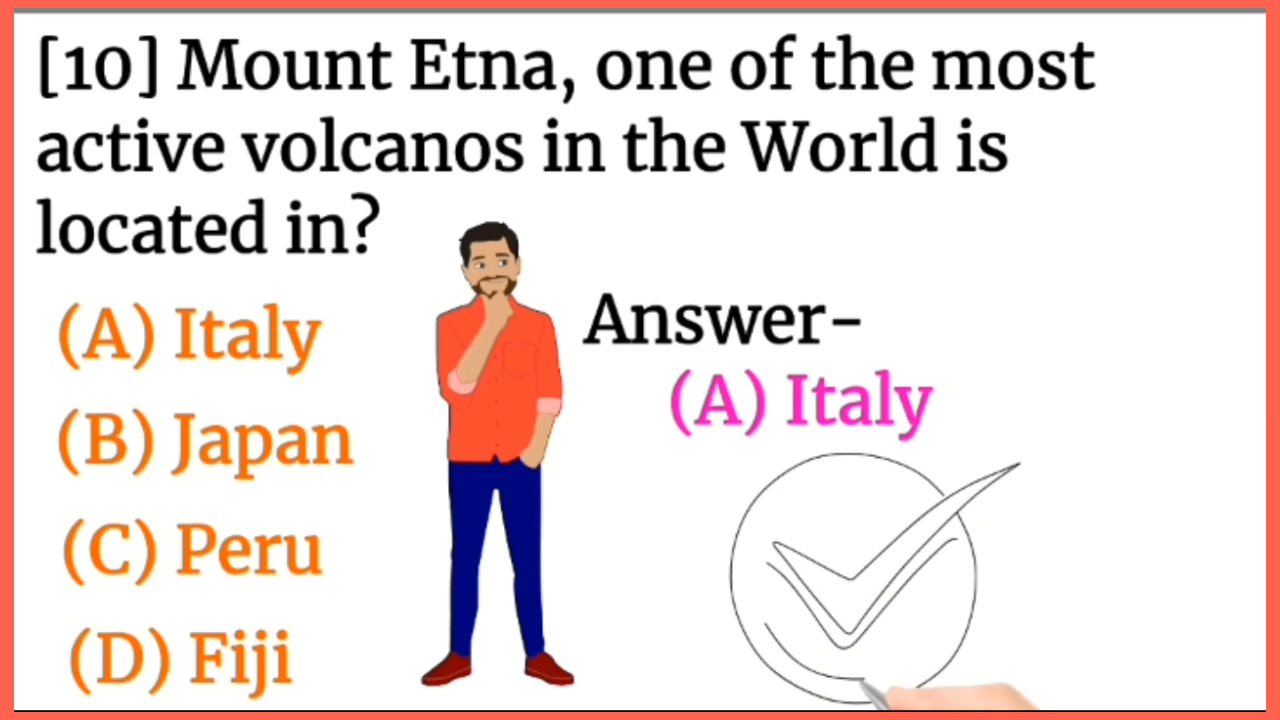 [10] Mount Etna, one of the most
active volcanos in the World is
located in?
(A) Italy
(B) Japan
(C) Peru
(D) Fiji
Answer-
(A) Italy